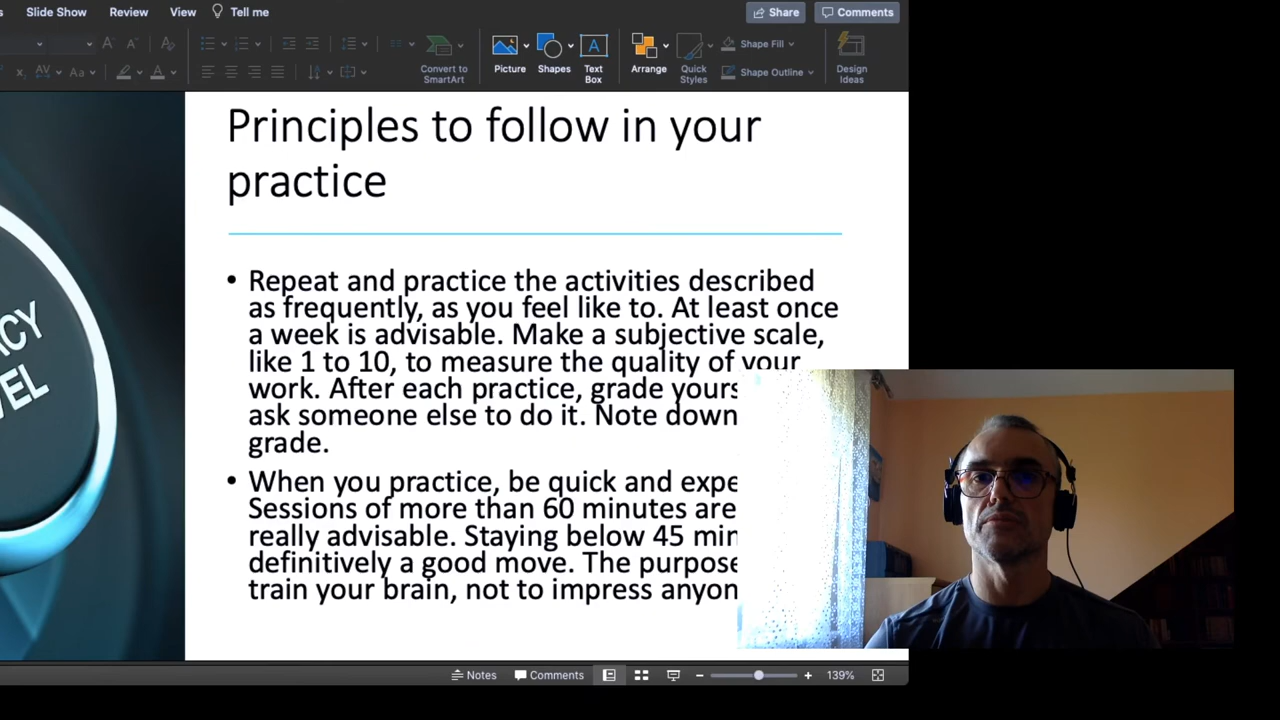 Slide Show Review View Tell me Share Comments
Convert to
SmartArt
Picture Shapes Text
Box
Arrange Quick
Styles
Shape Fill
Shape Outline
Design
Ideas
Principles to follow in your
practice
• Repeat and practice the activities described
as frequently, as you feel like to. At least once
a week is advisable. Make a subjective scale,
like 1 to 10, to measure the quality of your
work. After each practice, grade yours
ask someone else to do it. Note down
grade.
• When you practice, be quick and expe
Sessions of more than 60 minutes are
really advisable. Staying below 45 min
definitively a good move. The purpose
train your brain, not to impress anyon
Notes Comments 139%